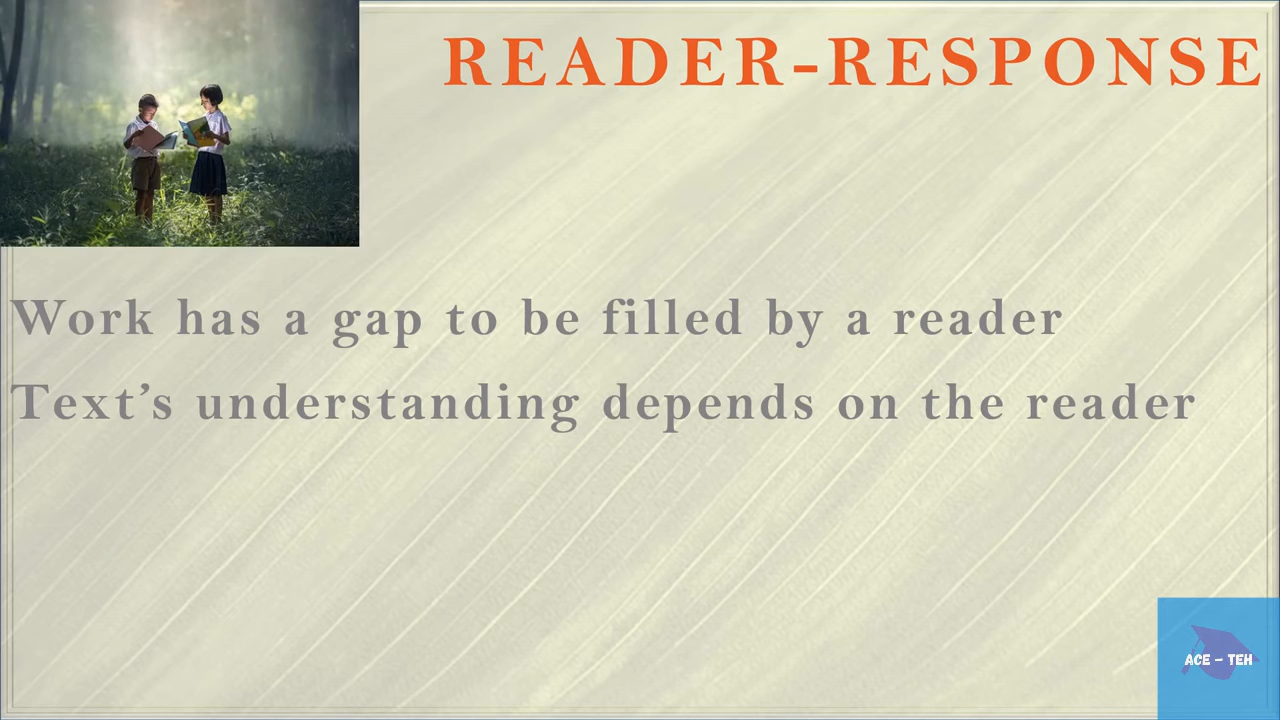 READER-RESPONSE
Work has a gap to be filled by a reader
Text’s understanding depends on the reader
ACE – TEH